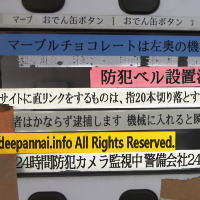 マープ おでん缶ボタン おでん缶ボタン
マーブルチョコレートは左奥の機
防犯ベル設置
サイトに直リンクをするものは、指20本切り落とす
者はかならず逮捕します 機械に入れると
deepannai.info All Rights Reserved.
24時間防犯カメラ監視中 警備会社24